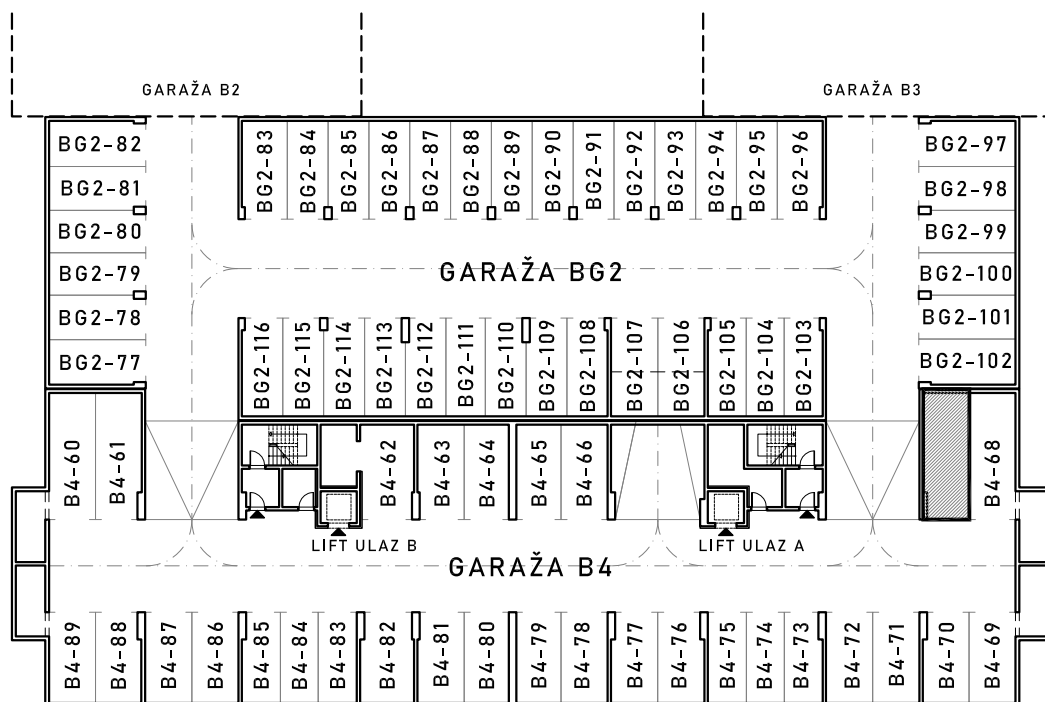 GARAŽA B2
GARAŽA B3
BG2-82
BG2-81
BG2-80
BG2-79
BG2-78
BG2-77
BG2-83
BG2-84
BG2-85
BG2-86
BG2-87
BG2-88
BG2-89
BG2-90
BG2-91
BG2-92
BG2-93
BG2-94
BG2-95
BG2-96
BG2-97
BG2-98
BG2-99
BG2-100
BG2-101
BG2-102
GARAŽA BG2
BG2-116
BG2-115
BG2-114
BG2-113
BG2-112
BG2-111
BG2-110
BG2-109
BG2-108
BG2-107
BG2-106
BG2-105
BG2-104
BG2-103
B4-60
B4-61
B4-62
B4-63
B4-64
B4-65
B4-66
B4-68
LIFT ULAZ B
LIFT ULAZ A
GARAŽA B4
B4-89
B4-88
B4-87
B4-86
B4-85
B4-84
B4-83
B4-82
B4-81
B4-80
B4-79
B4-78
B4-77
B4-76
B4-75
B4-74
B4-73
B4-72
B4-71
B4-70
B4-69